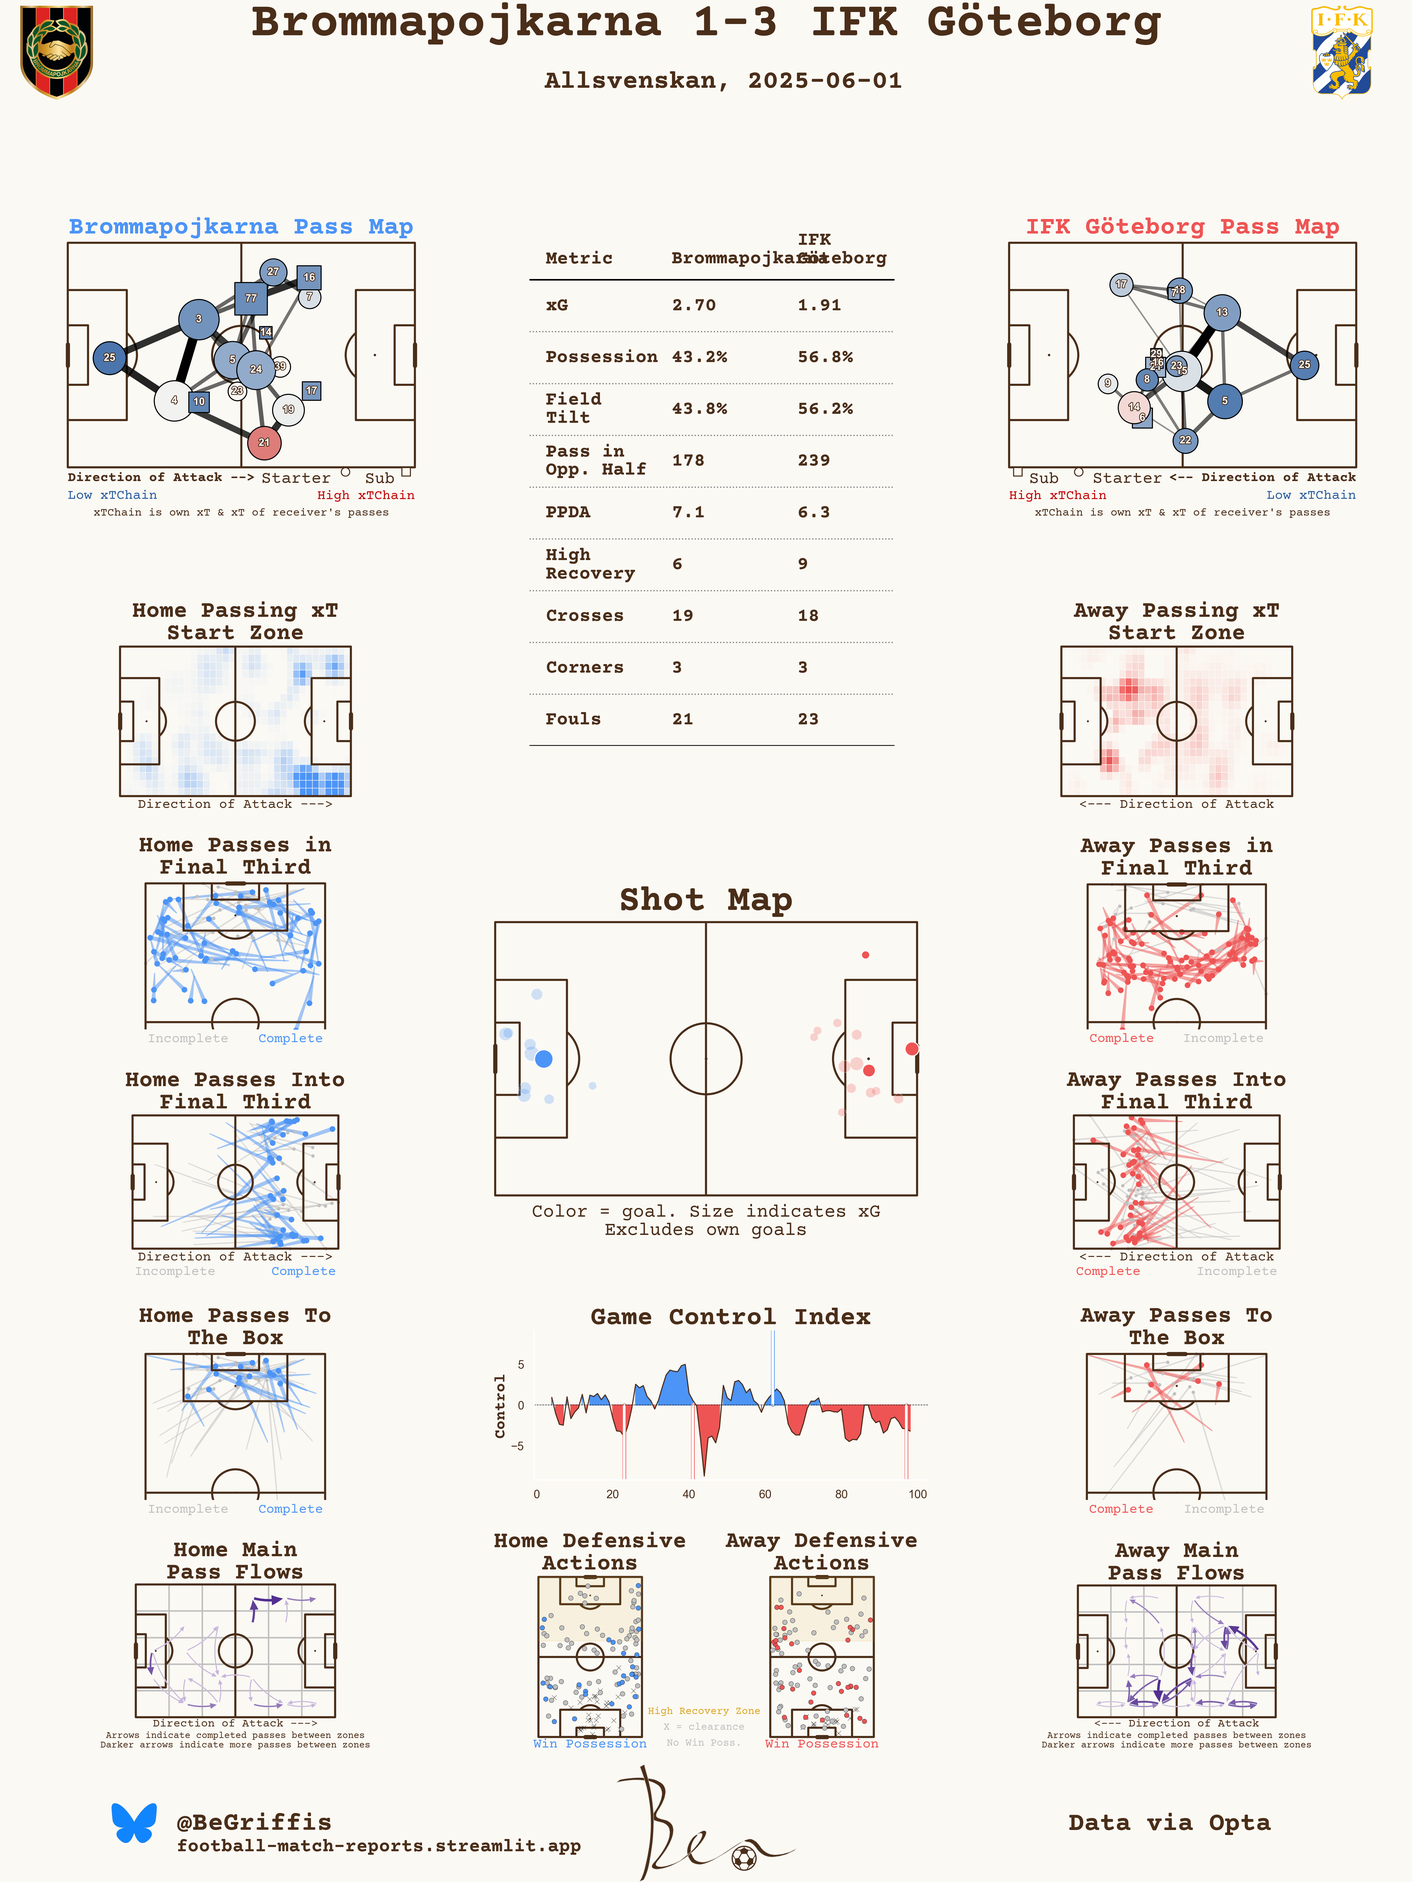 Brommapojkarna 1-3 IFK Göteborg
Allsvenskan, 2025-06-01
I·F·K
Brommapojkarna Pass Map
27
16
7
77
3
14
25
5
24
39
23
17
4
10
19
21
Direction of Attack --> Starter Sub
Low xTChain High xTChain
xTChain is own xT & xT of receiver's passes
Metric Brommapojkarna IFK Göteborg
xG 2.70 1.91
Possession 43.2% 56.8%
Field Tilt 43.8% 56.2%
Pass in Opp. Half 178 239
PPDA 7.1 6.3
High Recovery 6 9
Crosses 19 18
Corners 3 3
Fouls 21 23
IFK Göteborg Pass Map
17
7
18
13
29
16
23
25
8
9
5
14
6
22
Sub Starter <-- Direction of Attack
High xTChain Low xTChain
xTChain is own xT & xT of receiver's passes
Home Passing xT
Start Zone
Direction of Attack --->
Away Passing xT
Start Zone
<--- Direction of Attack
Home Passes in
Final Third
Incomplete Complete
Away Passes in
Final Third
Complete Incomplete
Shot Map
Color = goal. Size indicates xG
Excludes own goals
Home Passes Into
Final Third
Direction of Attack --->
Incomplete Complete
Away Passes Into
Final Third
<--- Direction of Attack
Complete Incomplete
Home Passes To
The Box
Incomplete Complete
Game Control Index
Control
5
0
−5
0 20 40 60 80 100
Away Passes To
The Box
Complete Incomplete
Home Main
Pass Flows
Direction of Attack --->
Arrows indicate completed passes between zones
Darker arrows indicate more passes between zones
Home Defensive
Actions
Win Possession
High Recovery Zone
X = clearance
No Win Poss.
Away Defensive
Actions
Win Possession
Away Main
Pass Flows
<--- Direction of Attack
Arrows indicate completed passes between zones
Darker arrows indicate more passes between zones
@BeGriffis
football-match-reports.streamlit.app
Ben
Data via Opta